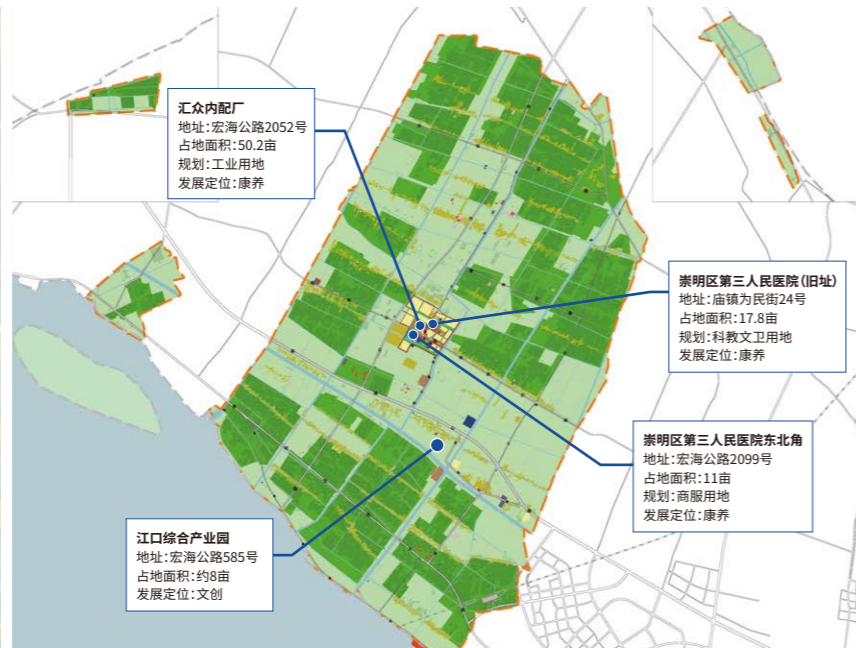 汇众内配厂
地址:宏海公路2052号
占地面积:50.2亩
规划:工业用地
发展定位:康养
崇明区第三人民医院(旧址)
地址:庙镇为民街24号
占地面积:17.8亩
规划:科教文卫用地
发展定位:康养
崇明区第三人民医院东北角
地址:宏海公路2099号
占地面积:11亩
规划:商服用地
发展定位:康养
江口综合产业园
地址:宏海公路585号
占地面积:约8亩
发展定位:文创